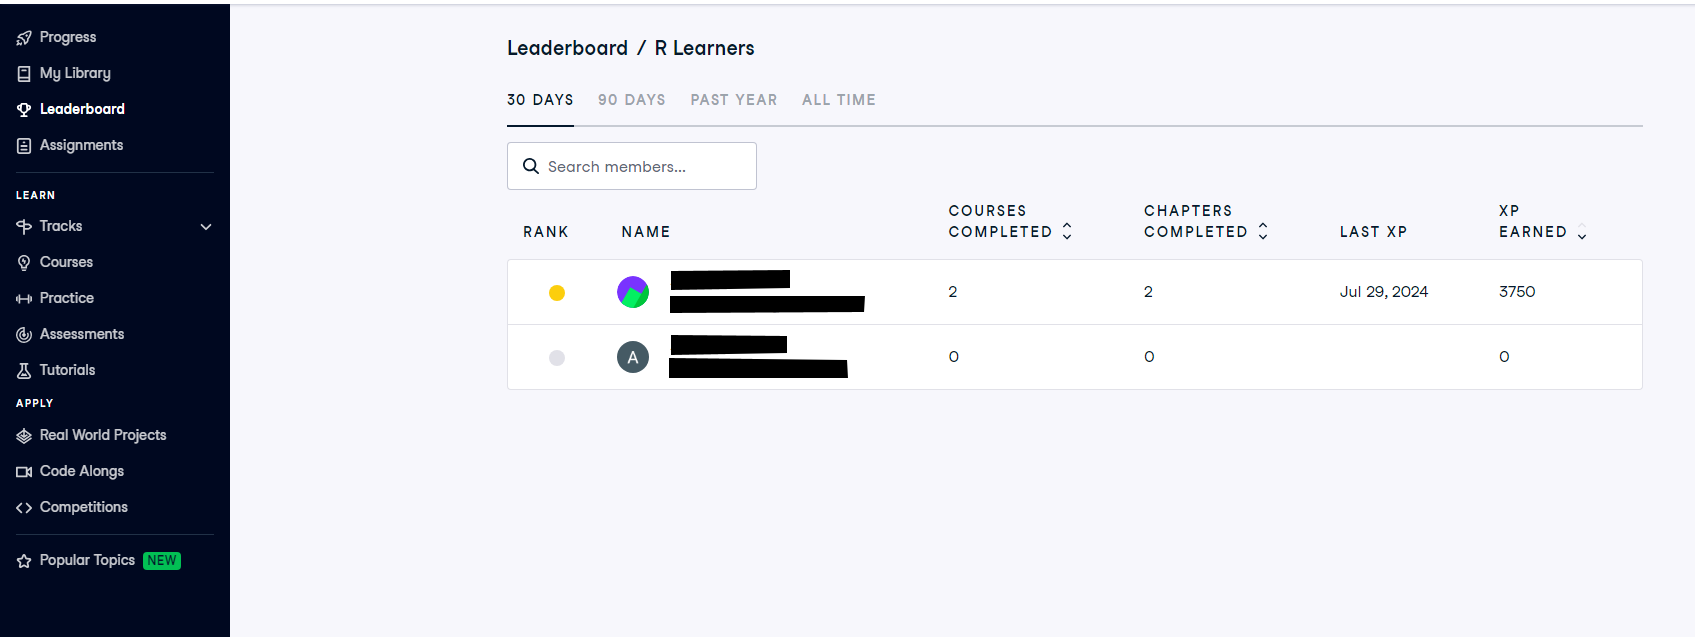 Progress
My Library
Leaderboard
Assignments
LEARN
Tracks
Courses
Practice
Assessments
Tutorials
APPLY
Real World Projects
Code Alongs
Competitions
Popular Topics NEW
Leaderboard / R Learners
30 DAYS 90 DAYS PAST YEAR ALL TIME
Search members...
RANK NAME COURSES COMPLETED CHAPTERS COMPLETED LAST XP XP EARNED
2 2 Jul 29, 2024 3750
A 0 0 0